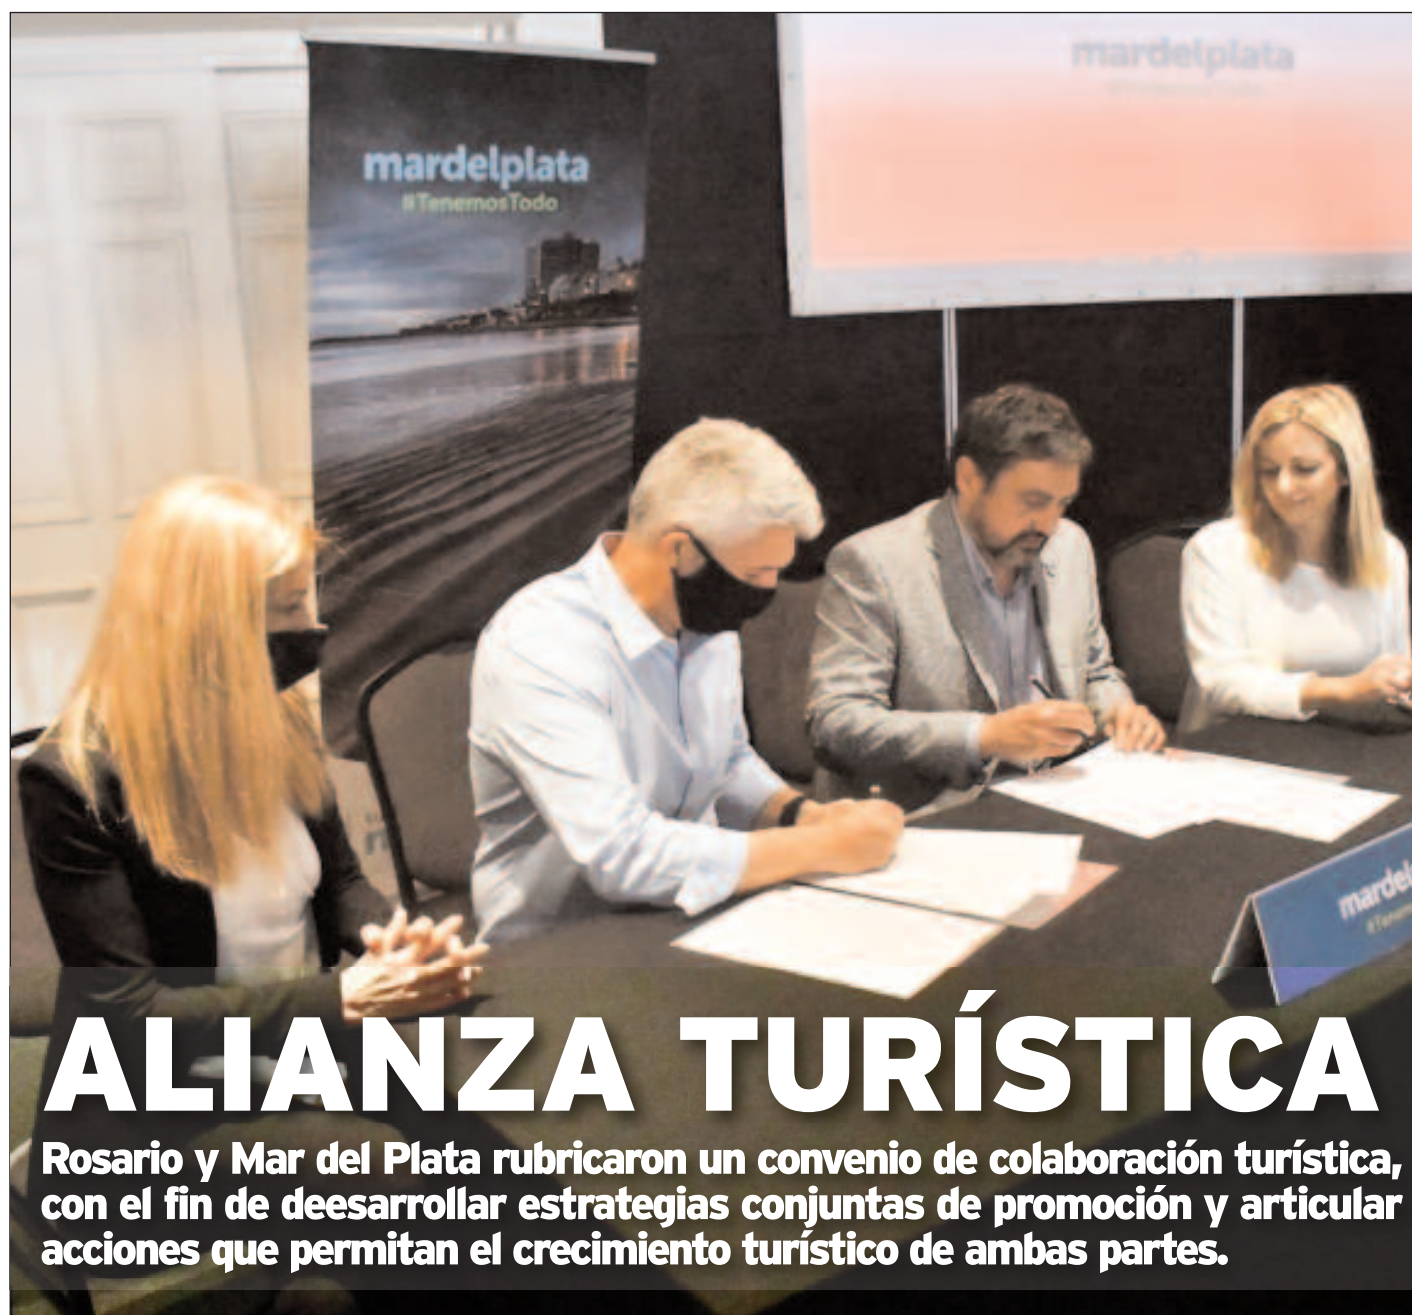 mardelplata
#TenemosTodo
mardelplata
ALIANZA TURÍSTICA
Rosario y Mar del Plata rubricaron un convenio de colaboración turística,
con el fin de deesarrollar estrategias conjuntas de promoción y articular
acciones que permitan el crecimiento turístico de ambas partes.